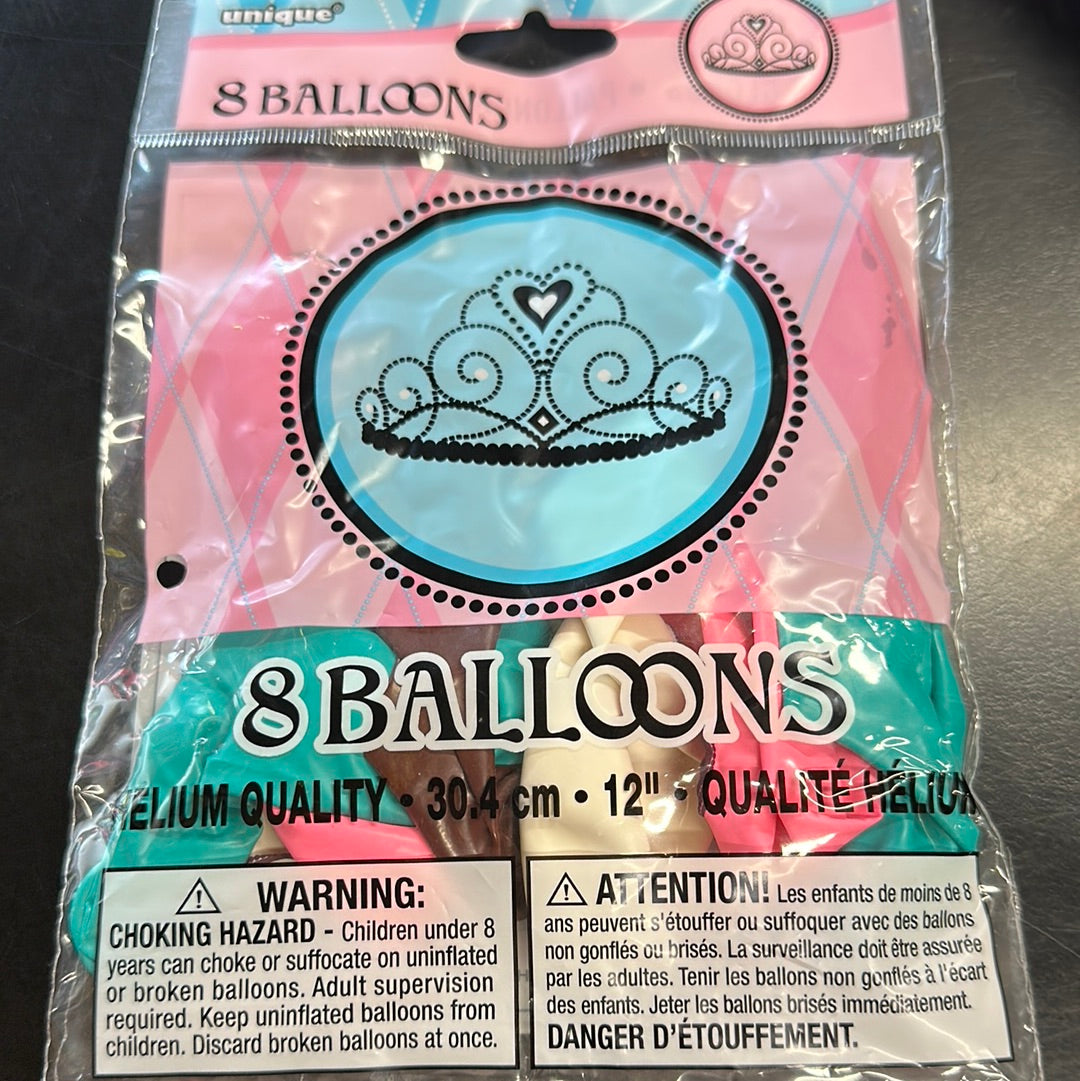 unique®
8 BALLOONS
8 BALLOONS
HELIUM QUALITY • 30.4 cm • 12" • QUALITÉ HÉLIUM
⚠ WARNING:
CHOKING HAZARD - Children under 8
years can choke or suffocate on uninflated
or broken balloons. Adult supervision
required. Keep uninflated balloons from
children. Discard broken balloons at once.
⚠ ATTENTION! Les enfants de moins de 8
ans peuvent s'étouffer ou suffoquer avec des ballons
non gonflés ou brisés. La surveillance doit être assurée
par les adultes. Tenir les ballons non gonflés à l'écart
des enfants. Jeter les ballons brisés immédiatement.
DANGER D'ÉTOUFFEMENT.